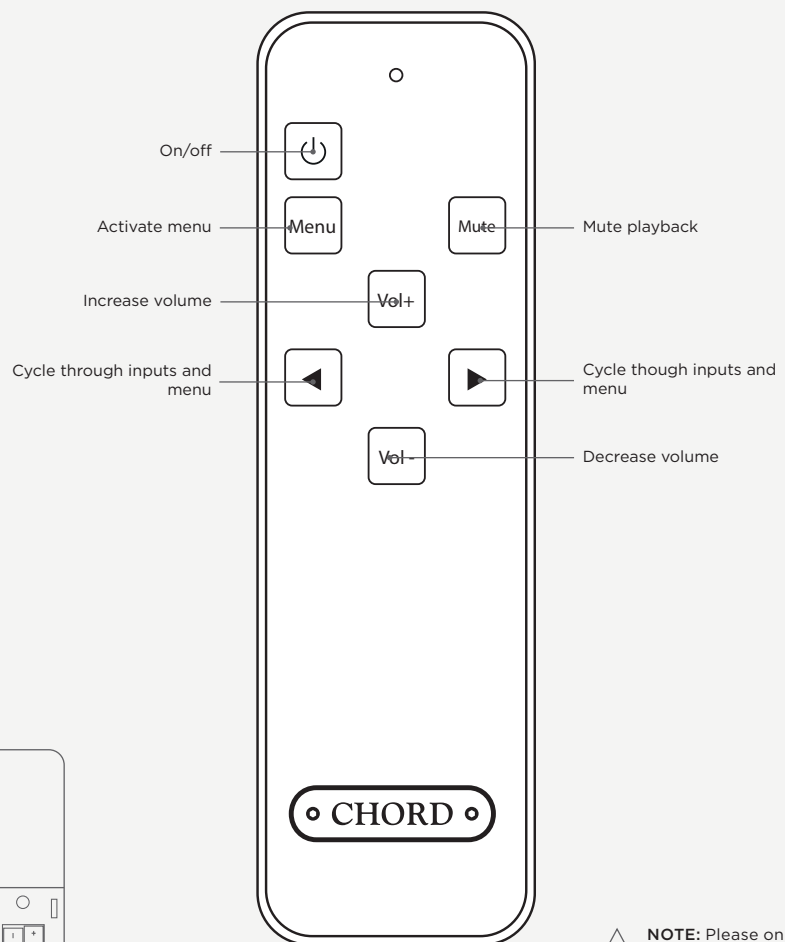 On/off
Activate menu
Menu
Mute
Mute playback
Increase volume
Vol+
Cycle through inputs and
menu
Cycle though inputs and
menu
Vol -
Decrease volume
CHORD
- +
NOTE: Please on